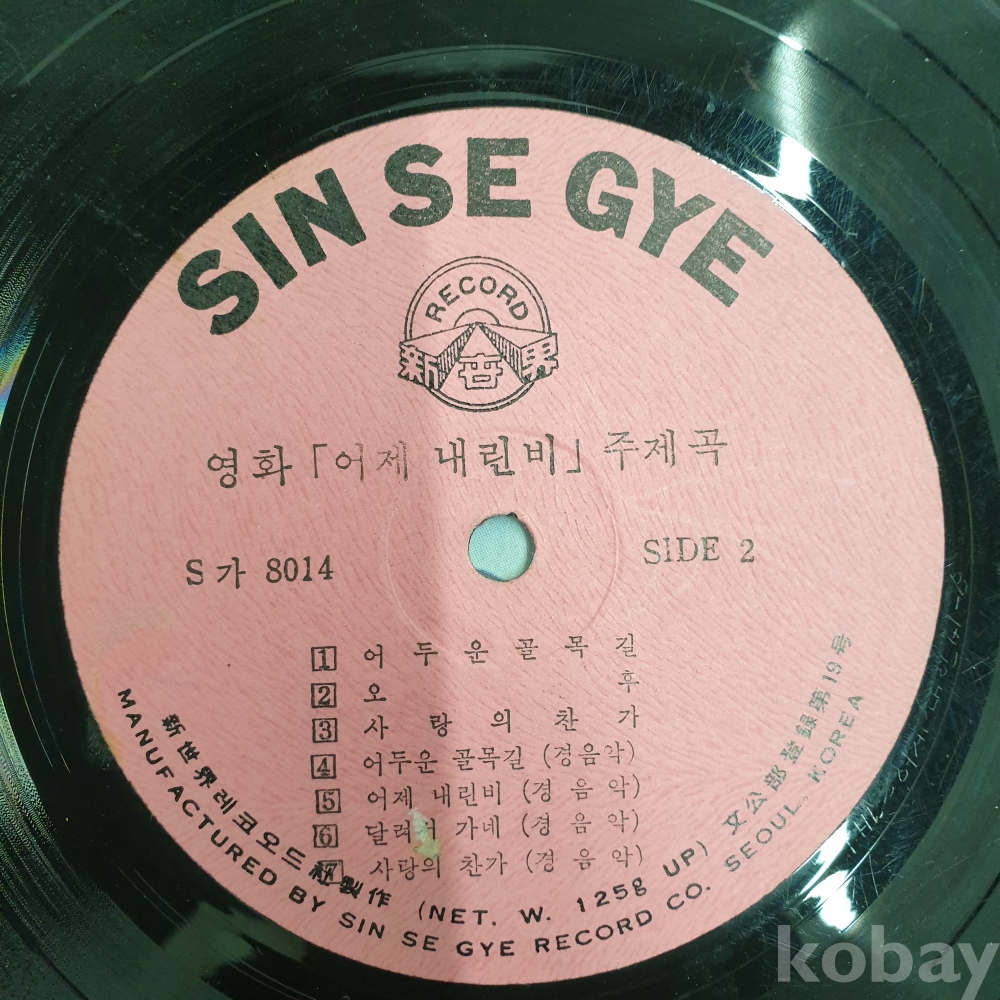 SIN SE GYE
RECORD
新世界
영화「어제 내린비」주제곡
S가 8014
SIDE 2
1 어두운골목길
2 오후
3 사랑의찬가
4 어두운 골목길 (경음악)
5 어제 내린비 (경음악)
6 달려서 가네 (경음악)
7 사랑의 찬가 (경음악)
新世界레코오드 製作 (NET. W. 125g UP) 文公部登録第19号
MANUFACTURED BY SIN SE GYE RECORD CO. SEOUL, KOREA
kobay